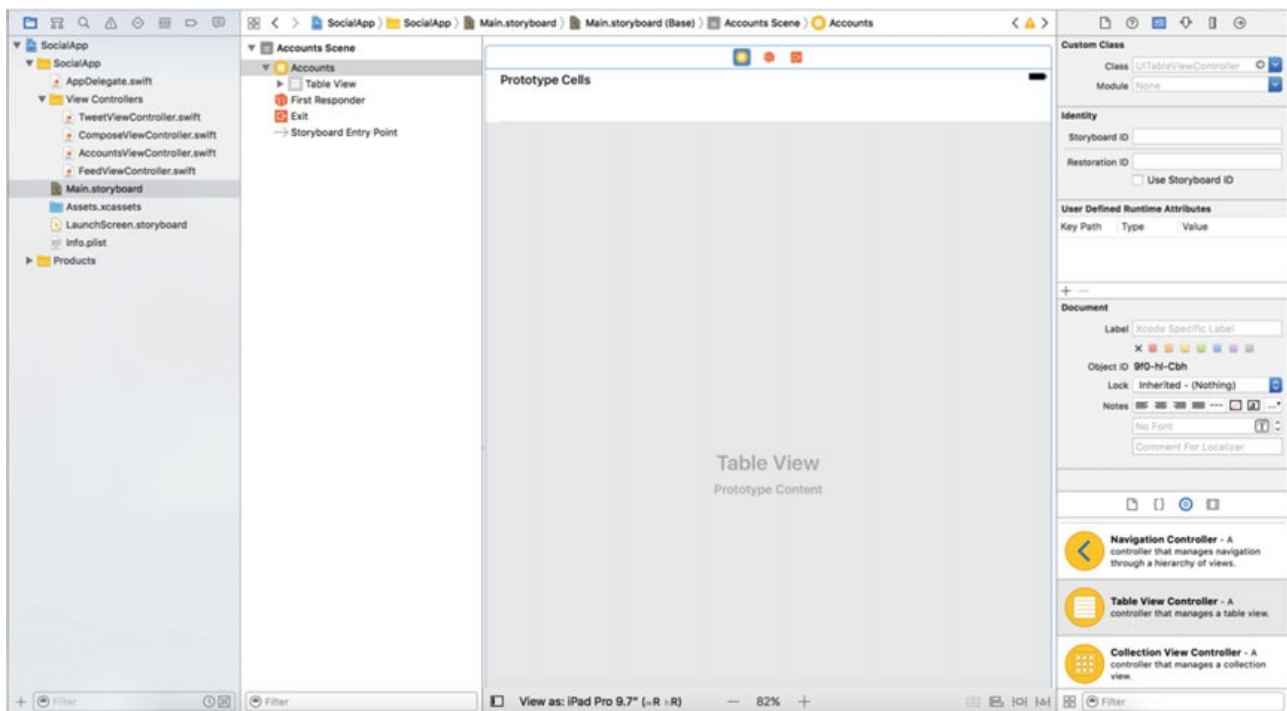 SocialApp
SocialApp
AppDelegate.swift
View Controllers
TweetViewController.swift
ComposeViewController.swift
AccountsViewController.swift
FeedViewController.swift
Main.storyboard
Assets.xcassets
LaunchScreen.storyboard
Info.plist
Products
Filter
SocialApp SocialApp Main.storyboard Main.storyboard (Base) Accounts Scene Accounts
Accounts Scene
Accounts
Table View
First Responder
Exit
Storyboard Entry Point
Filter
Prototype Cells
Table View
Prototype Content
View as: iPad Pro 9.7" (wR hR) — 82% +
Custom Class
Class UITableViewController
Module None
Identity
Storyboard ID
Restoration ID
Use Storyboard ID
User Defined Runtime Attributes
Key Path Type Value
+ —
Document
Label Xcode Specific Label
Object ID 9f0-hI-Cbh
Lock Inherited - (Nothing)
Notes
No Font
Comment For Localizer
Navigation Controller - A
controller that manages navigation
through a hierarchy of views.
Table View Controller - A
controller that manages a table view.
Collection View Controller - A
controller that manages a collection
view.
Filter